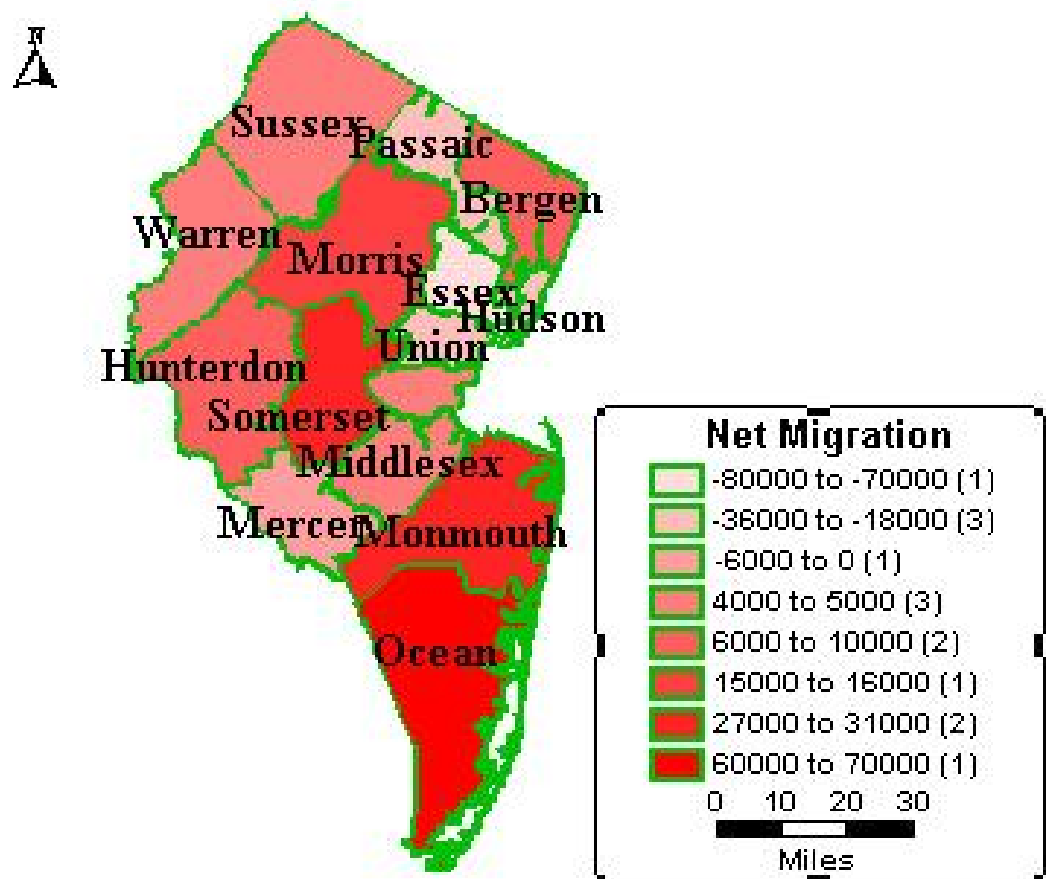 N
Sussex
Passaic
Bergen
Warren
Morris
Essex
Hudson
Union
Hunterdon
Somerset
Middlesex
Mercer
Monmouth
Ocean
Net Migration
-80000 to -70000 (1)
-36000 to -18000 (3)
-6000 to 0 (1)
4000 to 5000 (3)
6000 to 10000 (2)
15000 to 16000 (1)
27000 to 31000 (2)
60000 to 70000 (1)
0 10 20 30
Miles